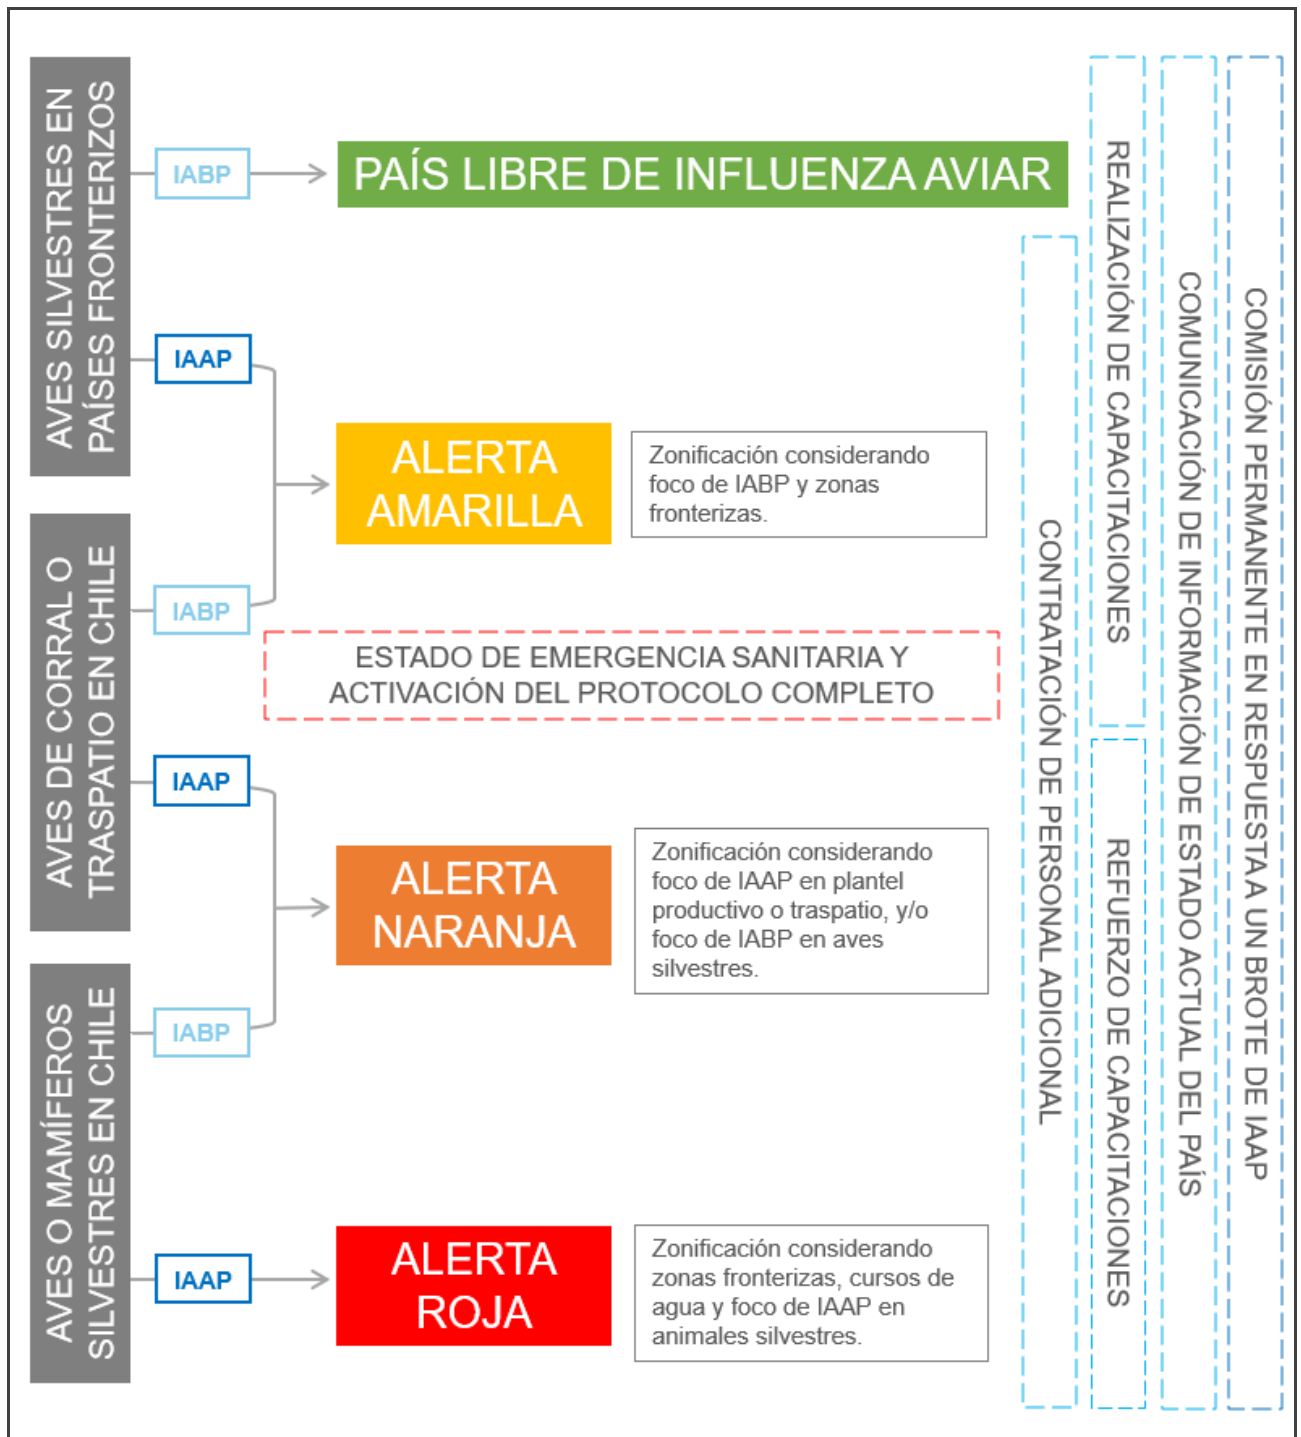 AVES SILVESTRES EN
PAÍSES FRONTERIZOS
IABP
PAÍS LIBRE DE INFLUENZA AVIAR
IAAP
ALERTA
AMARILLA
Zonificación considerando
foco de IABP y zonas
fronterizas.
AVES DE CORRAL O
TRASPATIO EN CHILE
IABP
ESTADO DE EMERGENCIA SANITARIA Y
ACTIVACIÓN DEL PROTOCOLO COMPLETO
IAAP
ALERTA
NARANJA
Zonificación considerando
foco de IAAP en plantel
productivo o traspatio, y/o
foco de IABP en aves
silvestres.
AVES O MAMÍFEROS
SILVESTRES EN CHILE
IABP
IAAP
ALERTA
ROJA
Zonificación considerando
zonas fronterizas, cursos de
agua y foco de IAAP en
animales silvestres.
CONTRATACIÓN DE PERSONAL ADICIONAL
REALIZACIÓN DE CAPACITACIONES
REFUERZO DE CAPACITACIONES
COMUNICACIÓN DE INFORMACIÓN DE ESTADO ACTUAL DEL PAÍS
COMISIÓN PERMANENTE EN RESPUESTA A UN BROTE DE IAAP